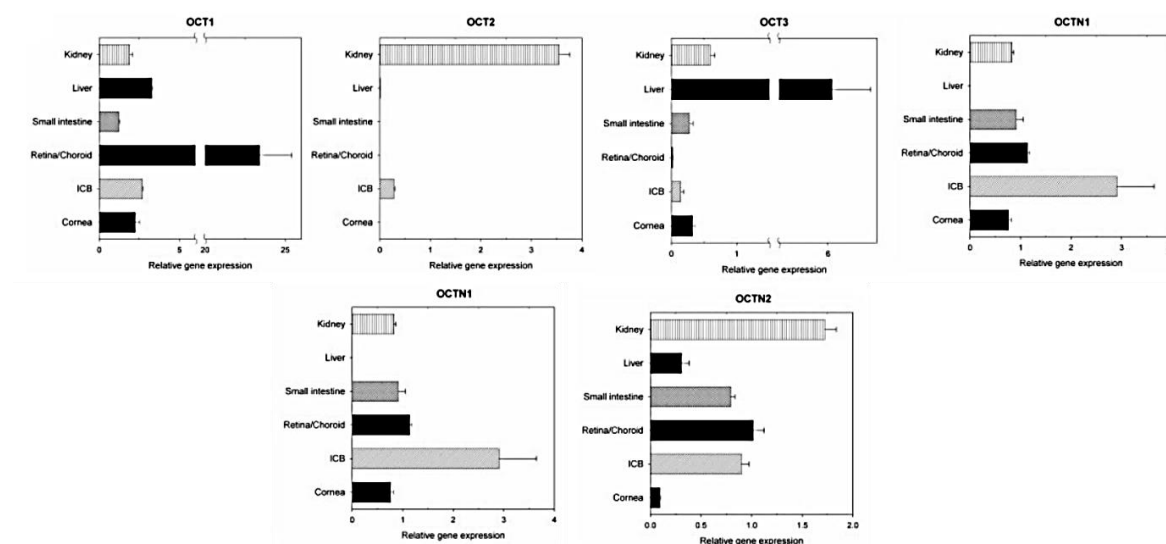 OCT1
Kidney
Liver
Small intestine
Retina/Choroid
ICB
Cornea
0 5 20 25
Relative gene expression
OCT2
Kidney
Liver
Small intestine
Retina/Choroid
ICB
Cornea
0 1 2 3 4
Relative gene expression
OCT3
Kidney
Liver
Small intestine
Retina/Choroid
ICB
Cornea
0 1 6
Relative gene expression
OCTN1
Kidney
Liver
Small intestine
Retina/Choroid
ICB
Cornea
0 1 2 3
Relative gene expression
OCTN1
Kidney
Liver
Small intestine
Retina/Choroid
ICB
Cornea
0 1 2 3 4
Relative gene expression
OCTN2
Kidney
Liver
Small intestine
Retina/Choroid
ICB
Cornea
0.0 0.5 1.0 1.5 2.0
Relative gene expression